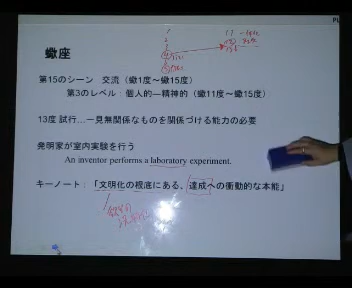 蠍座
第15のシーン 交流(蠍1度~蠍15度)
第3のレベル:個人的—精神的(蠍11度~蠍15度)
13度 試行…一見無関係なものを関係づける能力の必要
発明家が室内実験を行う
An inventor performs a laboratory experiment.
キーノート:「文明化の根底にある、達成への衝動的な本能」